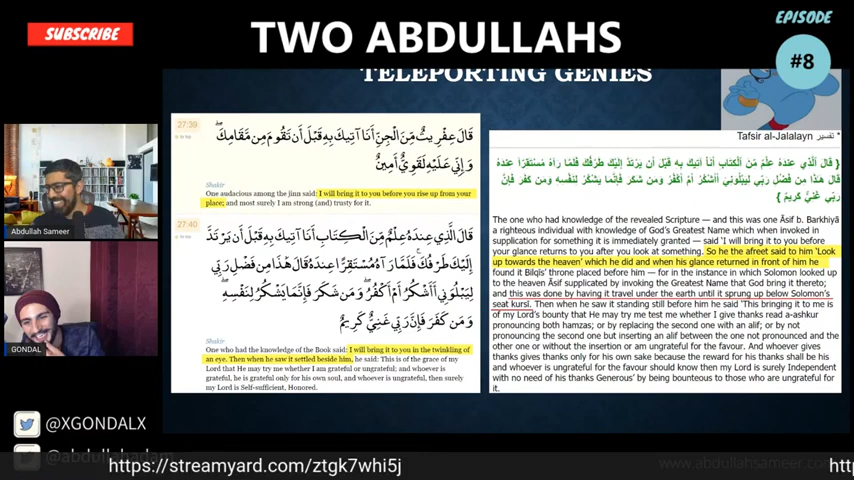 SUBSCRIBE
TWO ABDULLAHS
EPISODE
#8
TELEPORTING GENIES
Abdullah Sameer
GONDAL
27:39
to top
قَالَ عِفْرِيتٌ مِّنَ الْجِنِّ أَنَا آتِيكَ بِهِ قَبْلَ أَن تَقُومَ مِن مَّقَامِكَ ۖ
وَإِنِّي عَلَيْهِ لَقَوِيٌّ أَمِينٌ
Shakir
One audacious among the jinn said: I will bring it to you before you rise up from your
place; and most surely I am strong (and) trusty for it.
27:40
to top
قَالَ الَّذِي عِندَهُ عِلْمٌ مِّنَ الْكِتَابِ أَنَا آتِيكَ بِهِ قَبْلَ أَن يَرْتَدَّ
إِلَيْكَ طَرْفُكَ ۚ فَلَمَّا رَآهُ مُسْتَقِرًّا عِندَهُ قَالَ هَٰذَا مِن فَضْلِ رَبِّي
لِيَبْلُوَنِي أَأَشْكُرُ أَمْ أَكْفُرُ ۖ وَمَن شَكَرَ فَإِنَّمَا يَشْكُرُ لِنَفْسِهِ ۖ
وَمَن كَفَرَ فَإِنَّ رَبِّي غَنِيٌّ كَرِيمٌ
Shakir
One who had the knowledge of the Book said: I will bring it to you in the twinkling of
an eye. Then when he saw it settled beside him, he said: This is of the grace of my
Lord that He may try me whether I am grateful or ungrateful; and whoever is
grateful, he is grateful only for his own soul, and whoever is ungrateful, then surely
my Lord is Self-sufficient, Honored.
Tafsir al-Jalalayn تفسير *
{ قَالَ ٱلَّذِي عِندَهُ عِلْمٌ مِّنَ ٱلْكِتَابِ أَنَاْ آتِيكَ بِهِ قَبْلَ أَن يَرْتَدَّ إِلَيْكَ طَرْفُكَ فَلَمَّا رَآهُ مُسْتَقِرّاً عِندَهُ
قَالَ هَـٰذَا مِن فَضْلِ رَبِّي لِيَبْلُوَنِيۤ أَأَشْكُرُ أَمْ أَكْفُرُ وَمَن شَكَرَ فَإِنَّمَا يَشْكُرُ لِنَفْسِهِ وَمَن كَفَرَ فَإِنَّ
رَبِّي غَنِيٌّ كَرِيمٌ }
The one who had knowledge of the revealed Scripture — and this was one Āsif b. Barkhiyā
a righteous individual with knowledge of God's Greatest Name which when invoked in
supplication for something it is immediately granted — said 'I will bring it to you before
your glance returns to you after you look at something. So he the afreet said to him 'Look
up towards the heaven' which he did and when his glance returned in front of him he
found it Bilqīs' throne placed before him — for in the instance in which Solomon looked up
to the heaven Āsif supplicated by invoking the Greatest Name that God bring it thereto;
and this was done by having it travel under the earth until it sprung up below Solomon's
seat kursī. Then when he saw it standing still before him he said 'This bringing it to me is
of my Lord's bounty that He may try me test me whether I give thanks read a-ashkur
pronouncing both hamzas; or by replacing the second one with an alif; or by not
pronouncing the second one but inserting an alif between the one not pronounced and the
other one or without the insertion or am ungrateful for the favour. And whoever gives
thanks gives thanks only for his own sake because the reward for his thanks shall be his
and whoever is ungrateful for the favour should know then my Lord is surely Independent
with no need of his thanks Generous' by being bounteous to those who are ungrateful for
it.
@XGONDALX
@abdullahadam
https://streamyard.com/ztgk7whi5j
www.abdullahsameer.com
http